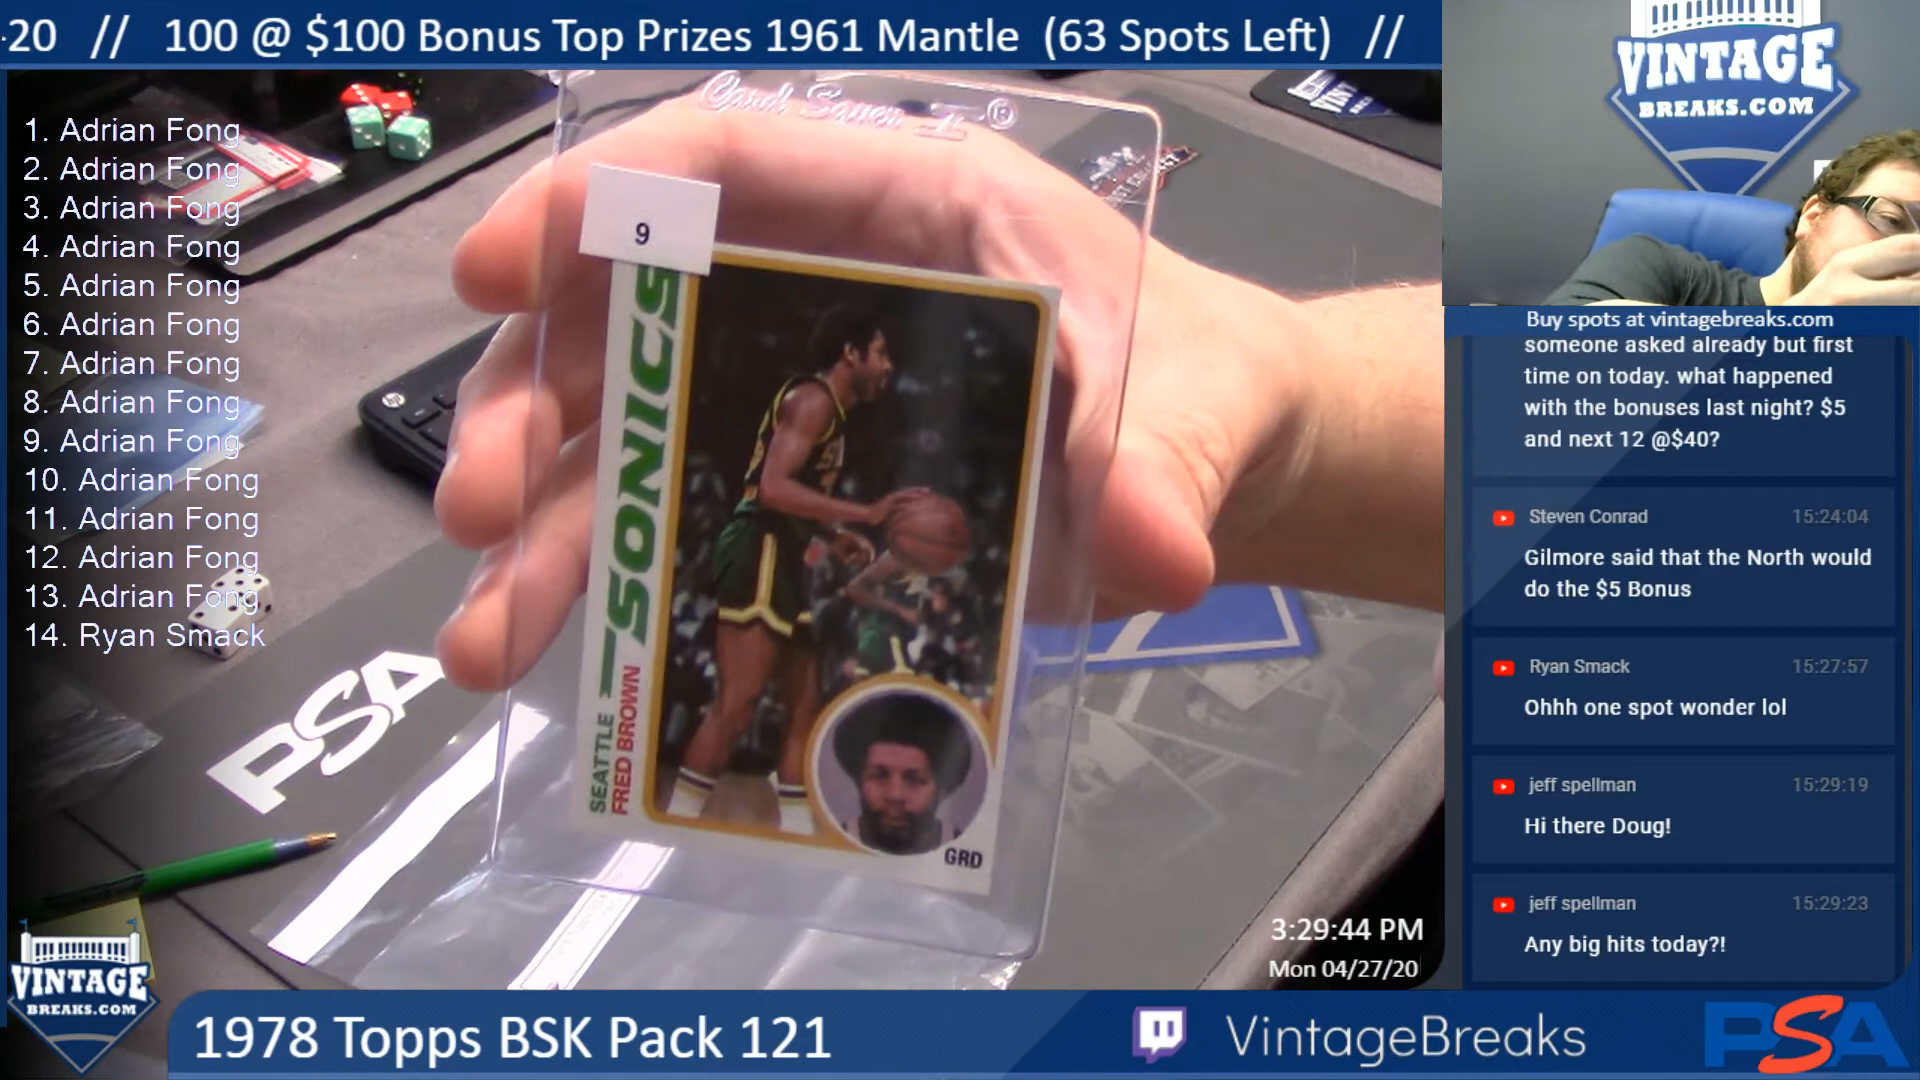 -20 // 100 @ $100 Bonus Top Prizes 1961 Mantle (63 Spots Left) //
VINTAGE
BREAKS.COM
1. Adrian Fong
2. Adrian Fong
3. Adrian Fong
4. Adrian Fong
5. Adrian Fong
6. Adrian Fong
7. Adrian Fong
8. Adrian Fong
9. Adrian Fong
10. Adrian Fong
11. Adrian Fong
12. Adrian Fong
13. Adrian Fong
14. Ryan Smack
Card Saver I®
9
SONICS
SEATTLE
FRED BROWN
GRD
PSA
hp
Buy spots at vintagebreaks.com
someone asked already but first
time on today. what happened
with the bonuses last night? $5
and next 12 @$40?
Steven Conrad 15:24:04
Gilmore said that the North would
do the $5 Bonus
Ryan Smack 15:27:57
Ohhh one spot wonder lol
jeff spellman 15:29:19
Hi there Doug!
jeff spellman 15:29:23
Any big hits today?!
3:29:44 PM
Mon 04/27/20
VINTAGE
BREAKS.COM
1978 Topps BSK Pack 121
VintageBreaks
PSA